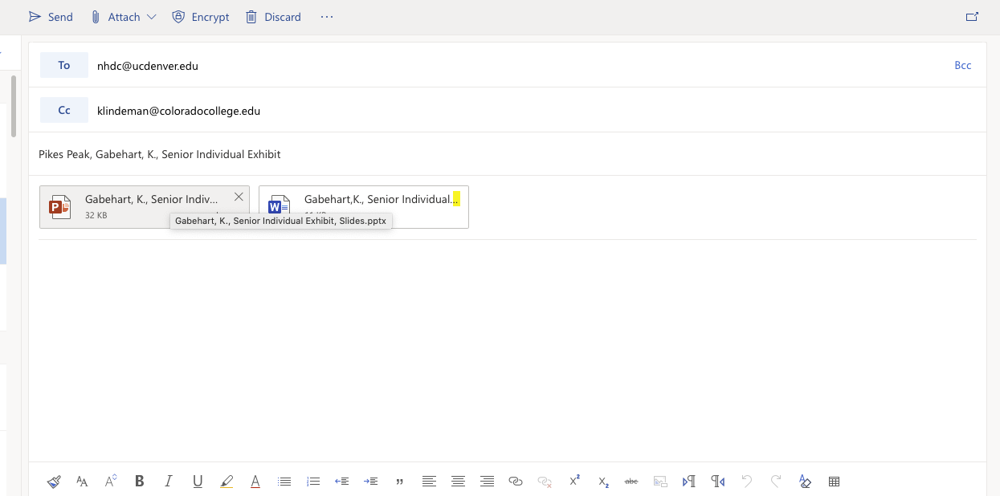 Send Attach Encrypt Discard ...
To nhdc@ucdenver.edu Bcc
Cc klindeman@coloradocollege.edu
Pikes Peak, Gabehart, K., Senior Individual Exhibit
Gabehart, K., Senior Indiv...
32 KB
Gabehart,K., Senior Individual...
Gabehart, K., Senior Individual Exhibit, Slides.pptx